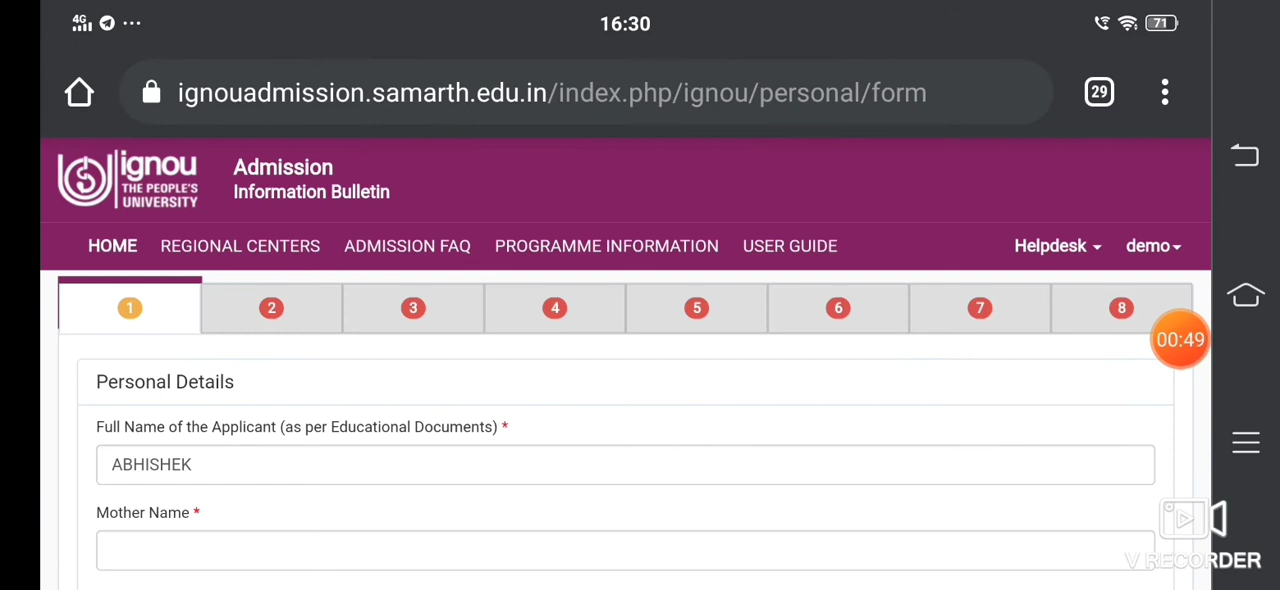 4G 16:30 71
ignouadmission.samarth.edu.in/index.php/ignou/personal/form 29
ignou
THE PEOPLE'S
UNIVERSITY
Admission
Information Bulletin
HOME REGIONAL CENTERS ADMISSION FAQ PROGRAMME INFORMATION USER GUIDE Helpdesk demo
1 2 3 4 5 6 7 8
00:49
Personal Details
Full Name of the Applicant (as per Educational Documents) *
ABHISHEK
Mother Name *
V RECORDER